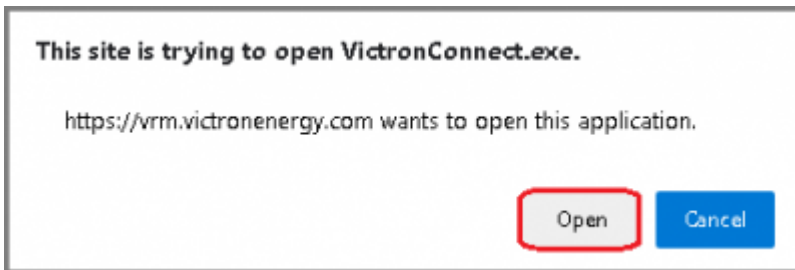 This site is trying to open VictronConnect.exe.
https://vrm.victronenergy.com wants to open this application.
Open Cancel